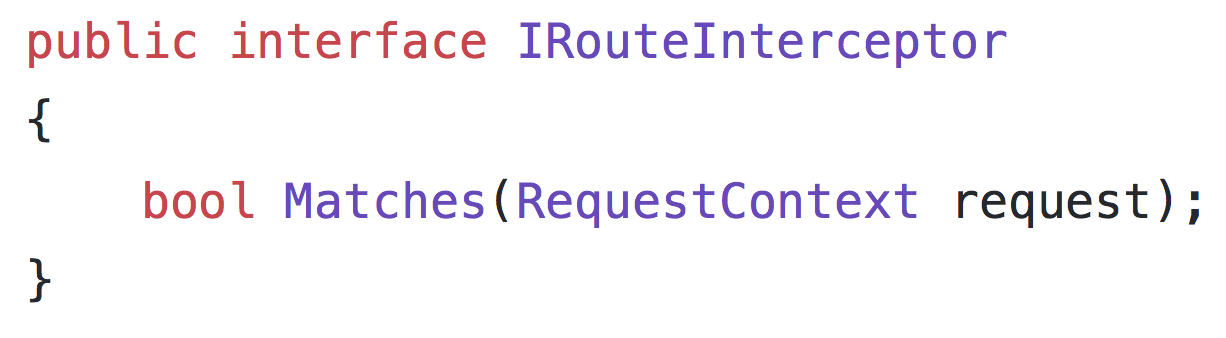 public interface IRouteInterceptor
{
    bool Matches(RequestContext request);
}